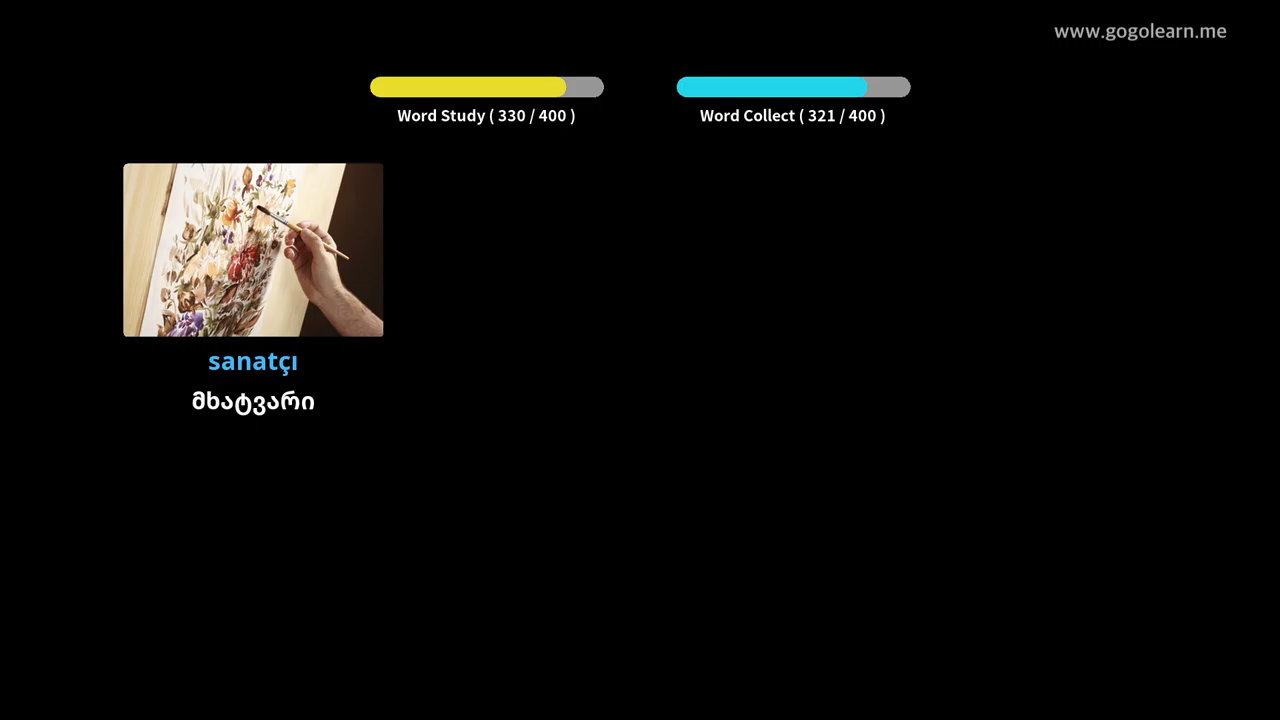 www.gogolearn.me
Word Study ( 330 / 400 )
Word Collect ( 321 / 400 )
sanatçı
მხატვარი